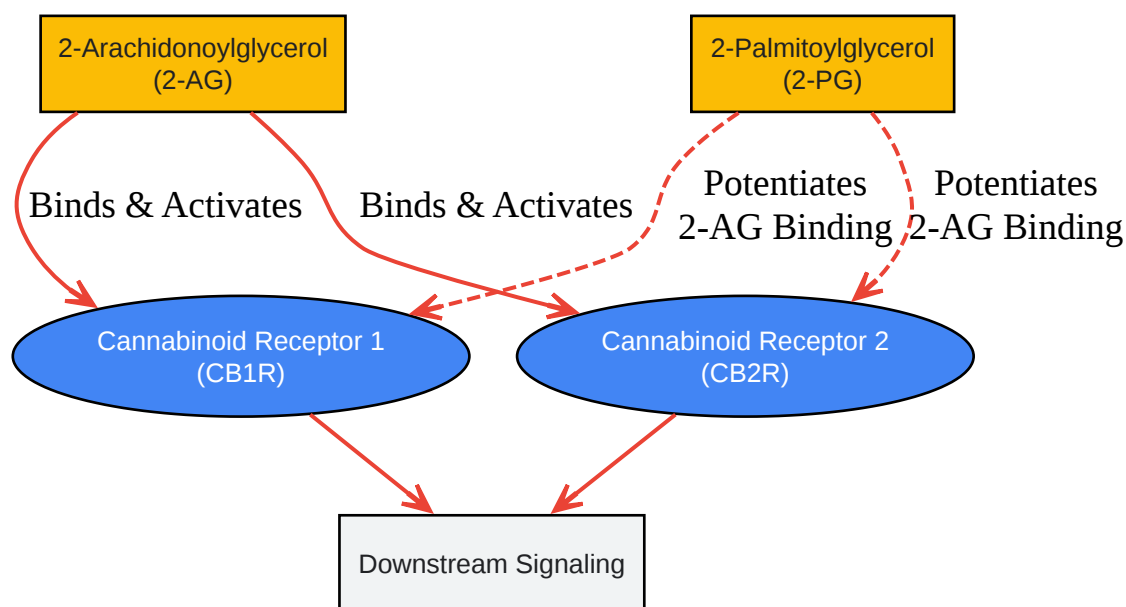 2-Arachidonoylglycerol
(2-AG)
2-Palmitoylglycerol
(2-PG)
Binds & Activates
Binds & Activates
Potentiates
2-AG Binding
Potentiates
2-AG Binding
Cannabinoid Receptor 1
(CB1R)
Cannabinoid Receptor 2
(CB2R)
Downstream Signaling